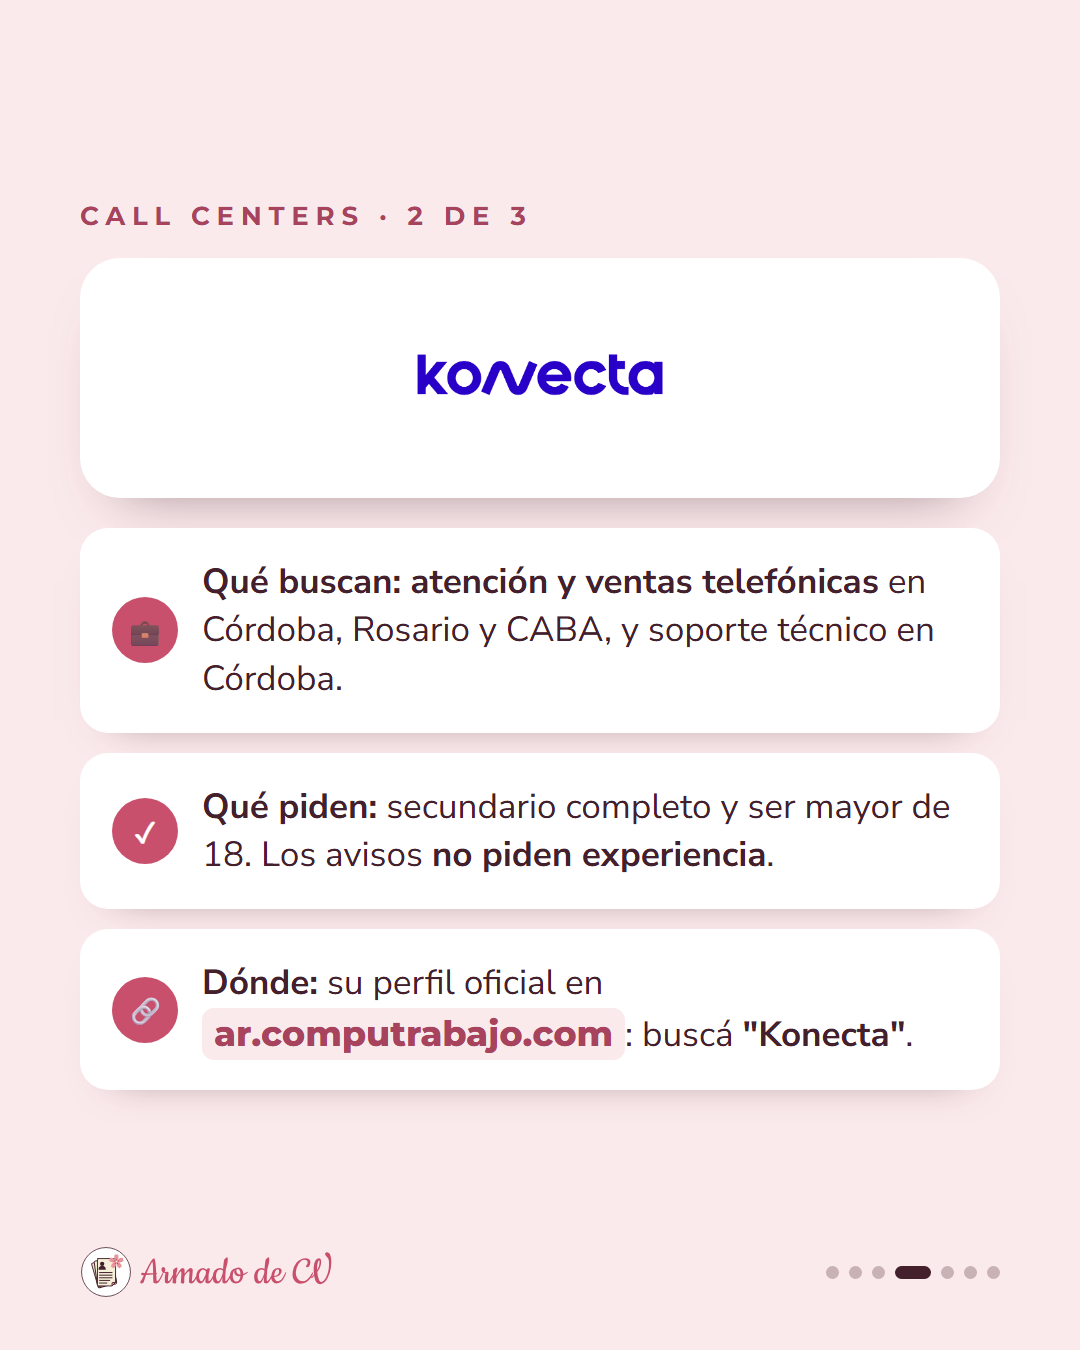 CALL CENTERS · 2 DE 3
konecta
Qué buscan: atención y ventas telefónicas en
Córdoba, Rosario y CABA, y soporte técnico en
Córdoba.
Qué piden: secundario completo y ser mayor de
18. Los avisos no piden experiencia.
Dónde: su perfil oficial en
ar.computrabajo.com: buscá "Konecta".
Armado de CV